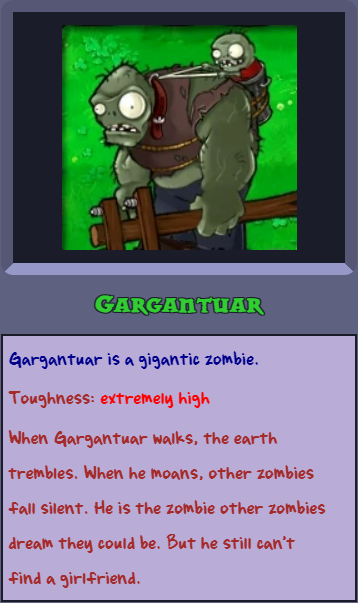 Gargantuar
Gargantuar is a gigantic zombie.
Toughness: extremely high
When Gargantuar walks, the earth
trembles. When he moans, other zombies
fall silent. He is the zombie other zombies
dream they could be. But he still can't
find a girlfriend.